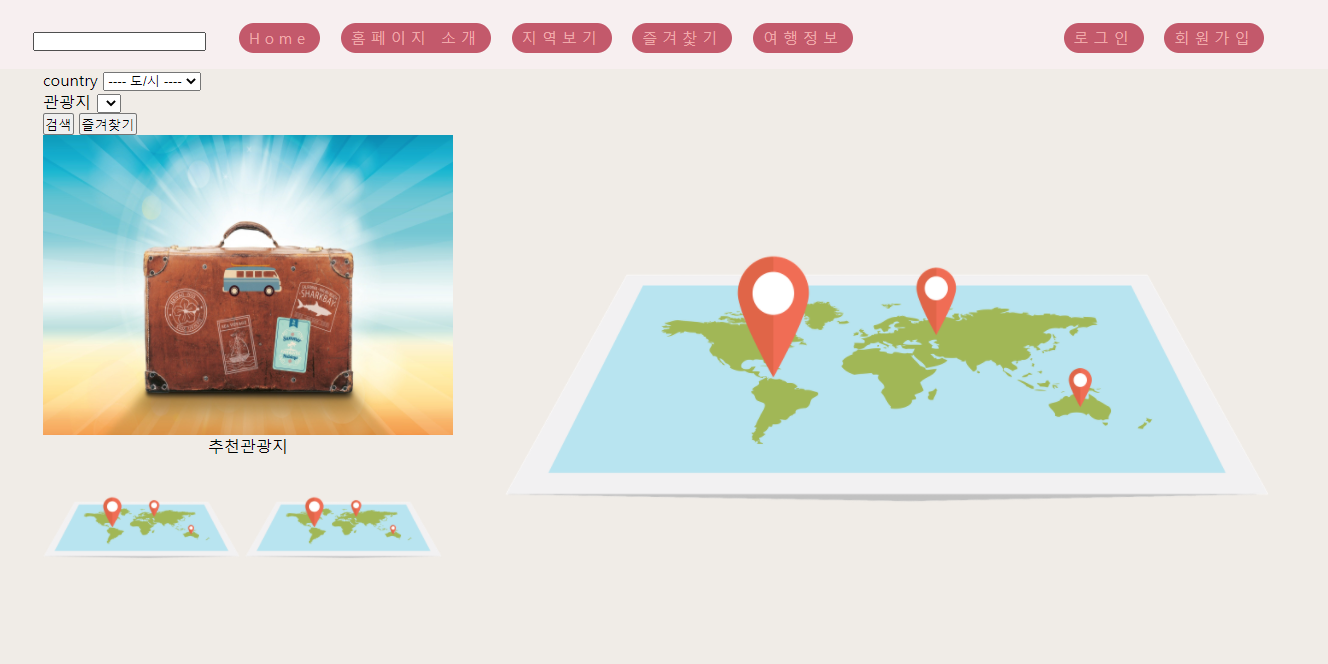 Home 홈페이지 소개 지역보기 즐겨찿기 여행정보 로그인 회원가입
country ---- 도/시 ----
관광지
검색 즐겨찾기
SHARKBAY
추천관광지